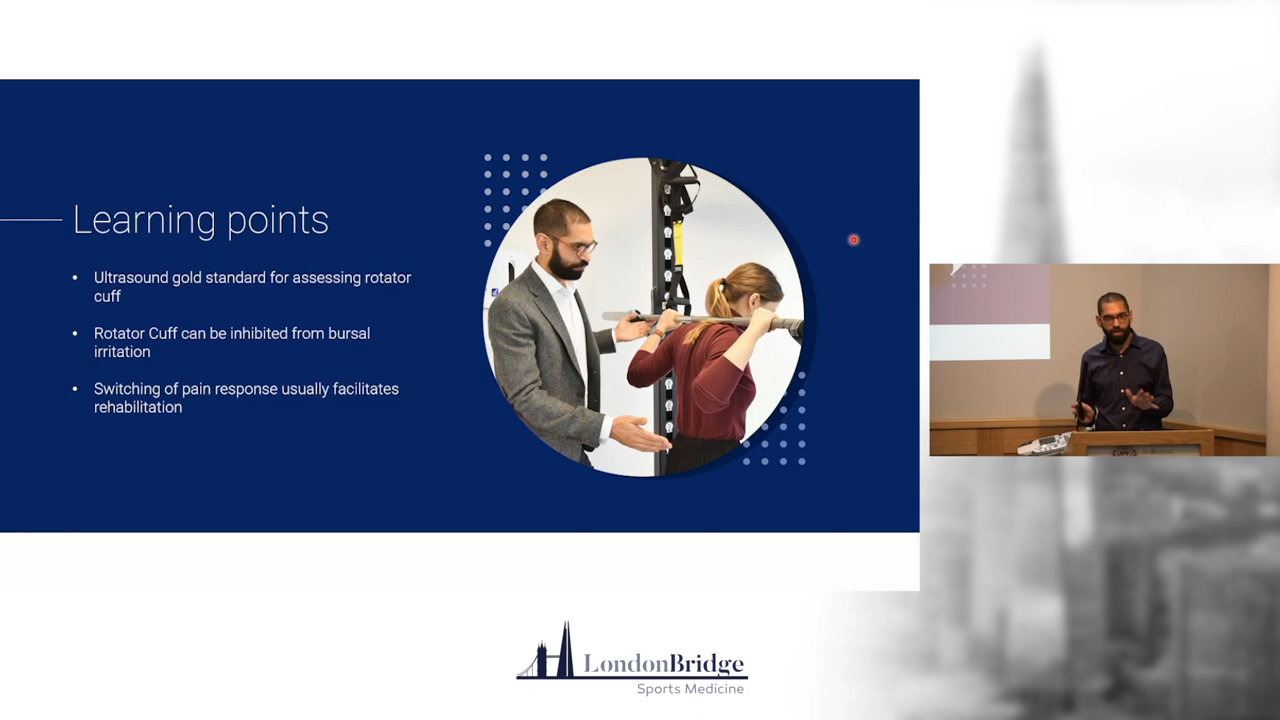 Learning points
• Ultrasound gold standard for assessing rotator
cuff
• Rotator Cuff can be inhibited from bursal
irritation
• Switching of pain response usually facilitates
rehabilitation
LondonBridge
Sports Medicine